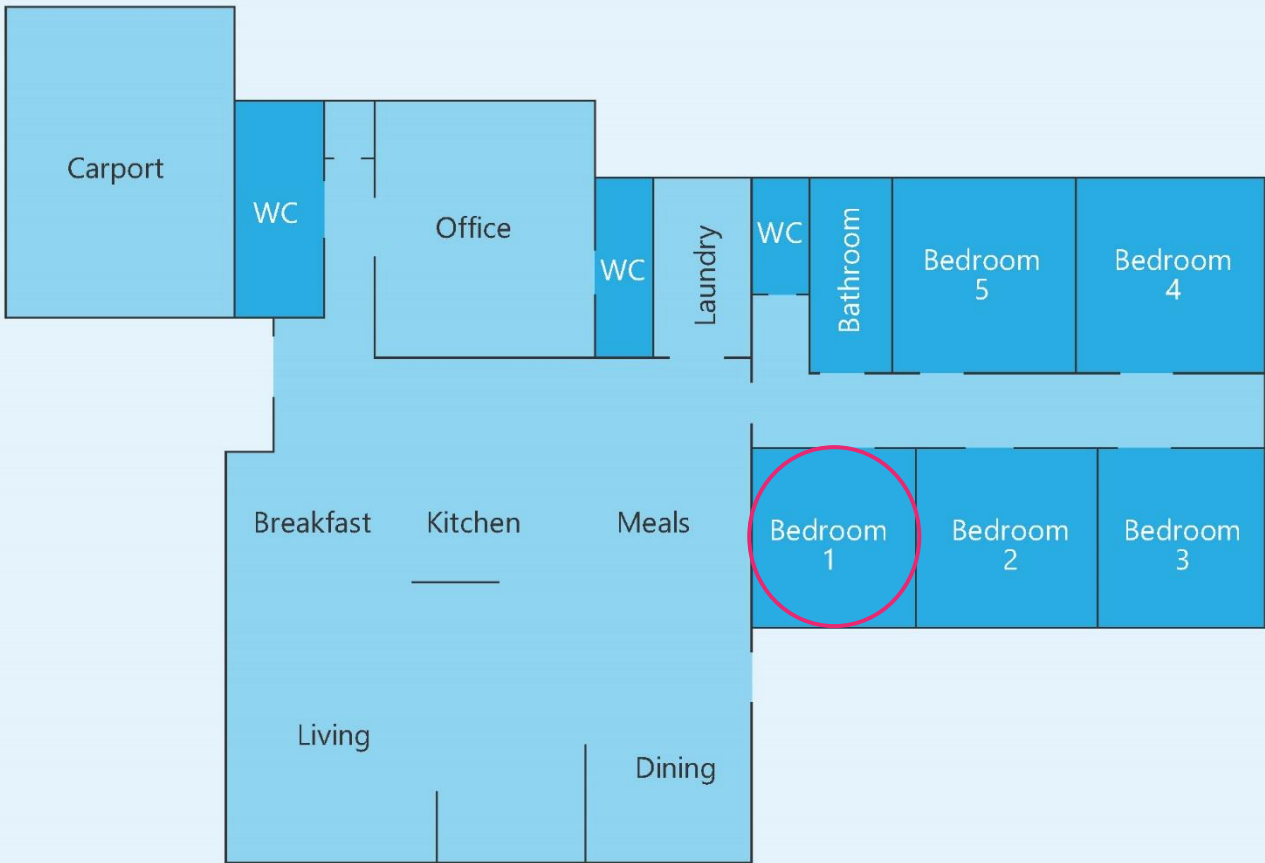 Carport
WC
Office
WC
Laundry
WC
Bathroom
Bedroom
5
Bedroom
4
Breakfast
Kitchen
Meals
Bedroom
1
Bedroom
2
Bedroom
3
Living
Dining